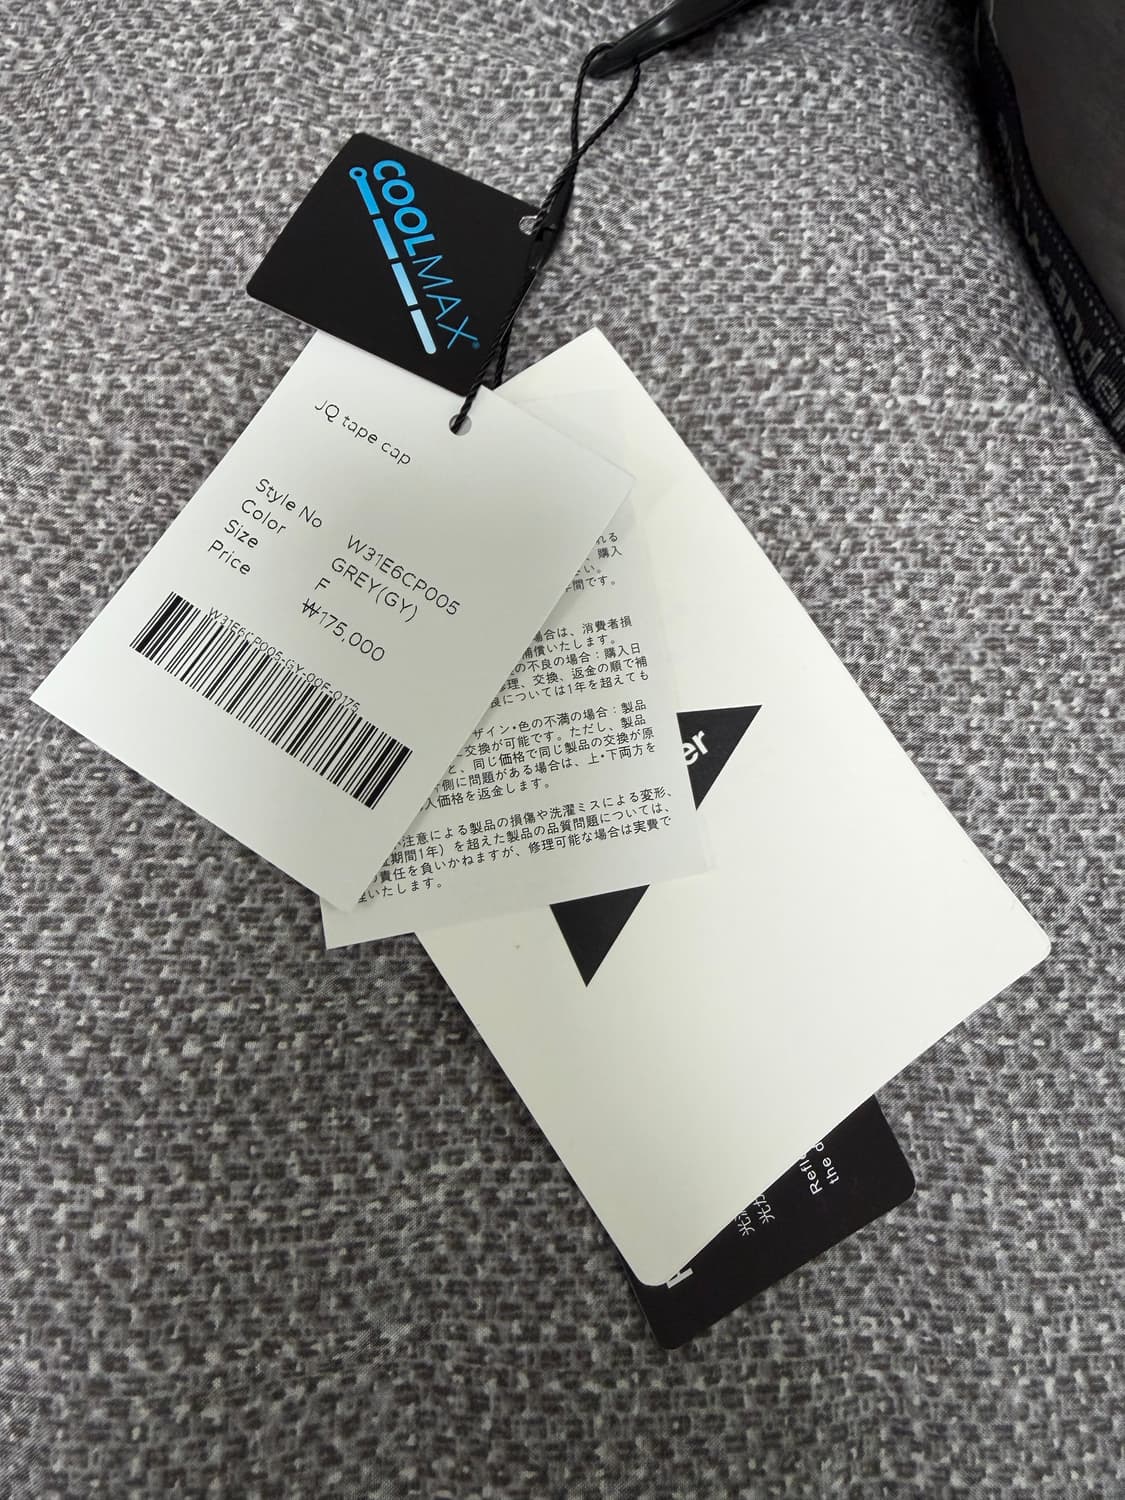 COOLMAX®
JQ tape cap
Style No W31E6CP005
Color GREY(GY)
Size F
Price ₩175,000
W31E6CP005-GY-00F-0175
れる
、購入
い。
年間です。
場合は、消費者損
補償いたします。
の不良の場合：購入日
理、交換、返金の順で補
については1年を超えても
ザイン・色の不満の場合：製品
交換が可能です。ただし、製品
と、同じ価格で同じ製品の交換が原
側に問題がある場合は、上・下両方を
入価格を返金します。
注意による製品の損傷や洗濯ミスによる変形、
期間1年）を超えた製品の品質問題については、
責任を負いかねますが、修理可能な場合は実費で
いたします。
er
the d